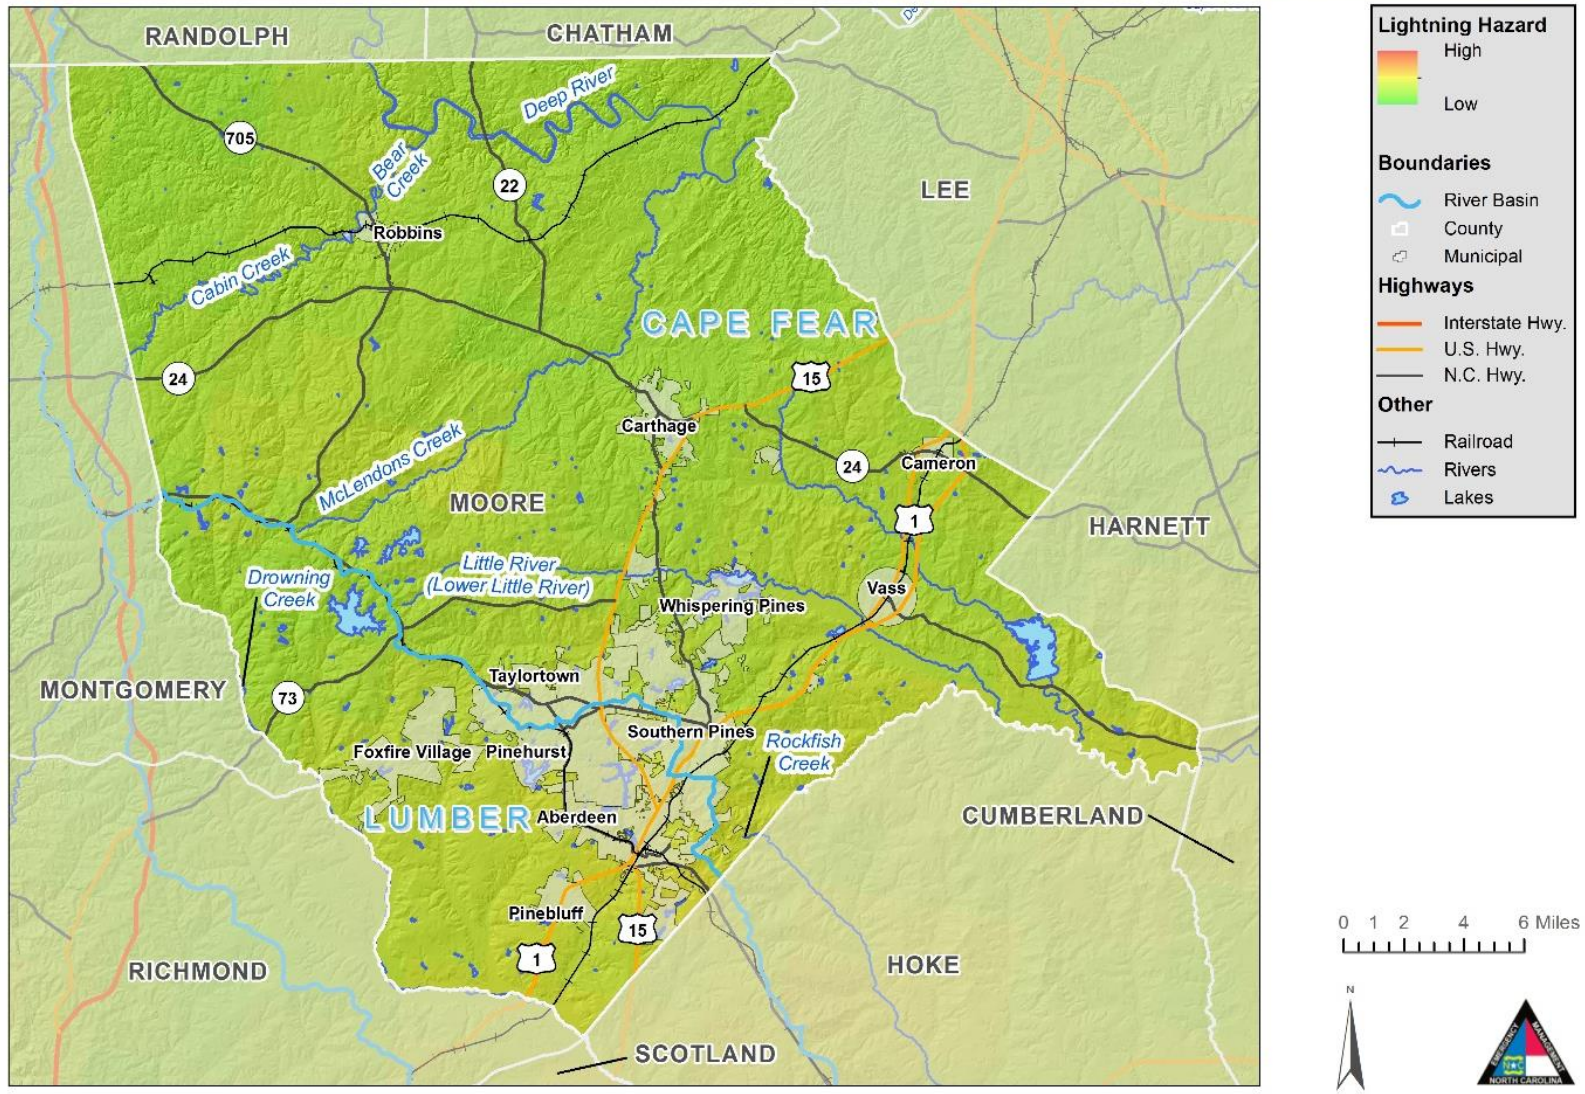 RANDOLPH
CHATHAM
Deep River
705
Bear
Creek
22
LEE
Robbins
Cabin Creek
CAPE FEAR
24
15
Carthage
McLendons Creek
24
Cameron
MOORE
1
HARNETT
Drowning
Creek
Little River
(Lower Little River)
Vass
Whispering Pines
Taylortown
MONTGOMERY
73
Southern Pines
Rockfish
Creek
Foxfire Village
Pinehurst
LUMBER
Aberdeen
CUMBERLAND
Pinebluff
15
1
RICHMOND
HOKE
SCOTLAND
Lightning Hazard
High
Low
Boundaries
River Basin
County
Municipal
Highways
Interstate Hwy.
U.S. Hwy.
N.C. Hwy.
Other
Railroad
Rivers
Lakes
0 1 2 4 6 Miles
N
EMERGENCY
MANAGEMENT
NC
NORTH CAROLINA